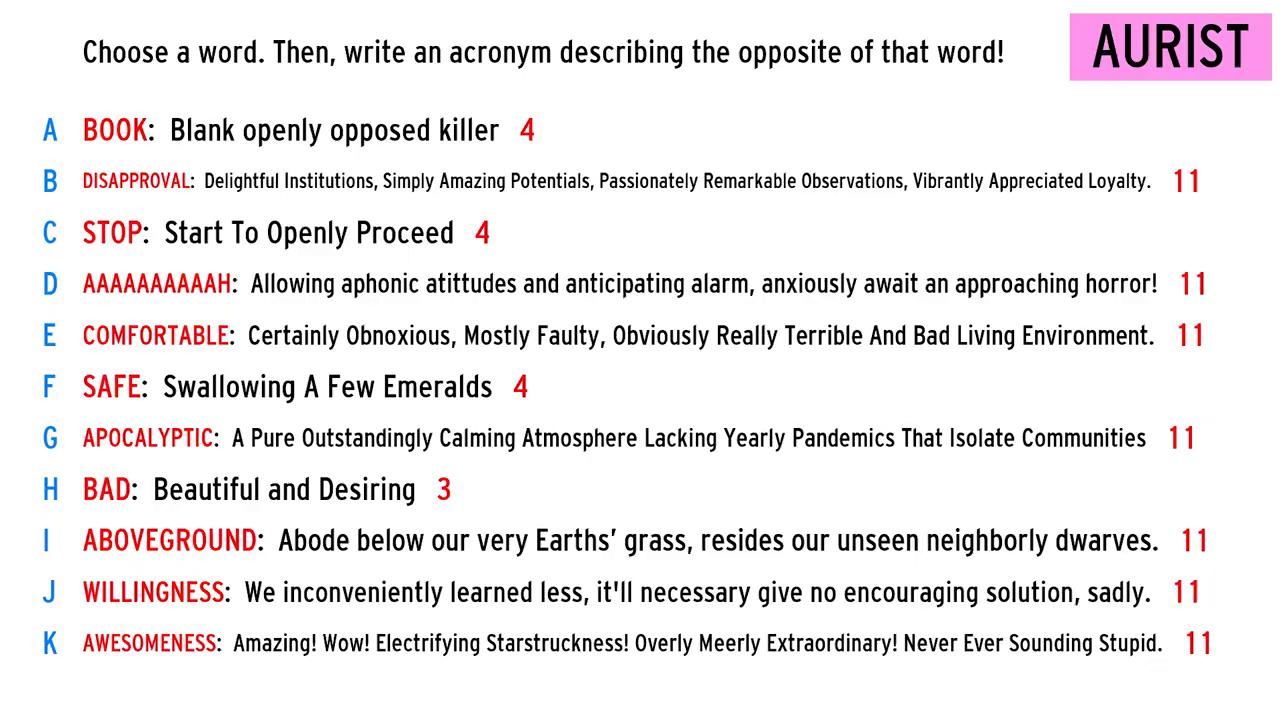 Choose a word. Then, write an acronym describing the opposite of that word!
AURIST
A BOOK: Blank openly opposed killer 4
B DISAPPROVAL: Delightful Institutions, Simply Amazing Potentials, Passionately Remarkable Observations, Vibrantly Appreciated Loyalty. 11
C STOP: Start To Openly Proceed 4
D AAAAAAAAAAH: Allowing aphonic atittudes and anticipating alarm, anxiously await an approaching horror! 11
E COMFORTABLE: Certainly Obnoxious, Mostly Faulty, Obviously Really Terrible And Bad Living Environment. 11
F SAFE: Swallowing A Few Emeralds 4
G APOCALYPTIC: A Pure Outstandingly Calming Atmosphere Lacking Yearly Pandemics That Isolate Communities 11
H BAD: Beautiful and Desiring 3
I ABOVEGROUND: Abode below our very Earths’ grass, resides our unseen neighborly dwarves. 11
J WILLINGNESS: We inconveniently learned less, it'll necessary give no encouraging solution, sadly. 11
K AWESOMENESS: Amazing! Wow! Electrifying Starstruckness! Overly Meerly Extraordinary! Never Ever Sounding Stupid. 11